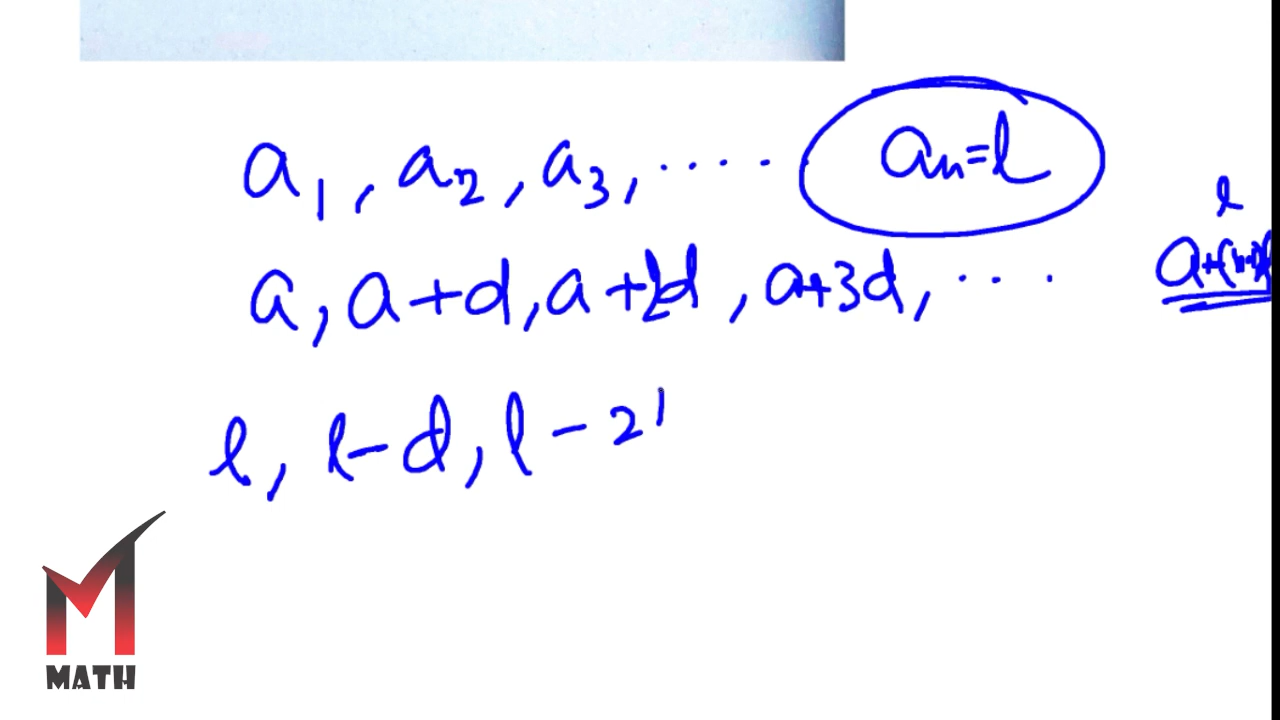 a₁, a₂, a₃, .... aₙ=l
l
a, a+d, a+2d, a+3d, ... a+(n-1)
l, l-d, l-2
MATH